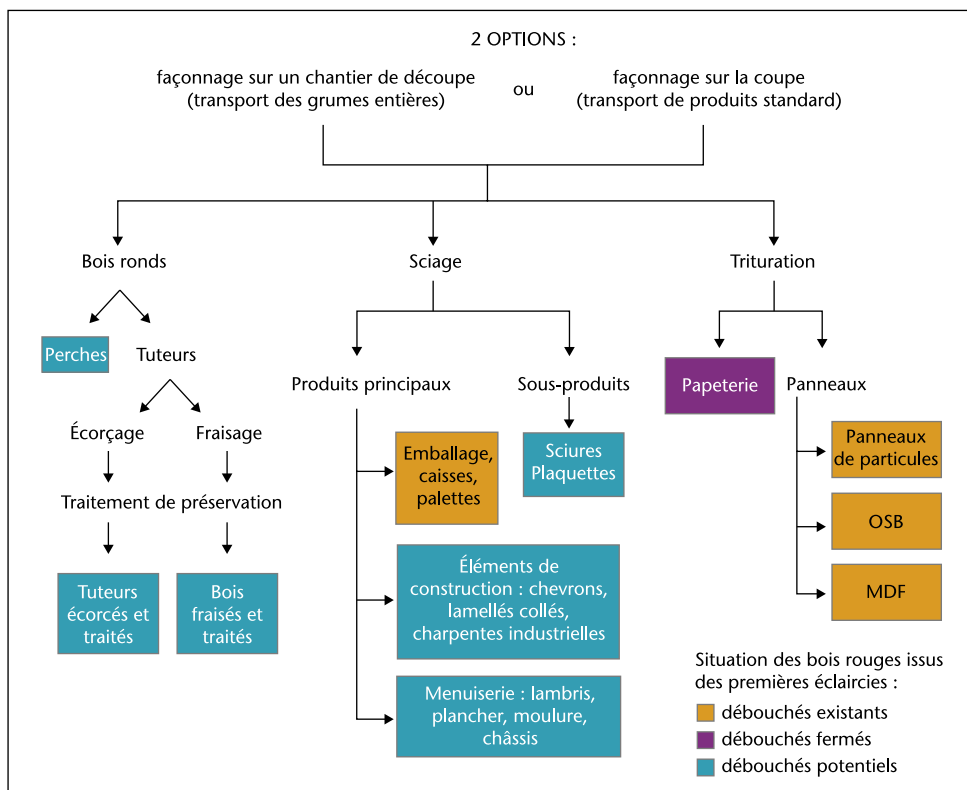 2 OPTIONS :
façonnage sur un chantier de découpe
(transport des grumes entières)
ou
façonnage sur la coupe
(transport de produits standard)
Bois ronds
Sciage
Trituration
Perches
Tuteurs
Produits principaux
Sous-produits
Papeterie
Panneaux
Écorçage
Fraisage
Traitement de préservation
Tuteurs
écorcés et
traités
Bois
fraisés et
traités
Emballage,
caisses,
palettes
Sciures
Plaquettes
Éléments de
construction : chevrons,
lamellés collés,
charpentes industrielles
Menuiserie : lambris,
plancher, moulure,
châssis
Panneaux
de particules
OSB
MDF
Situation des bois rouges issus
des premières éclaircies :
débouchés existants
débouchés fermés
débouchés potentiels